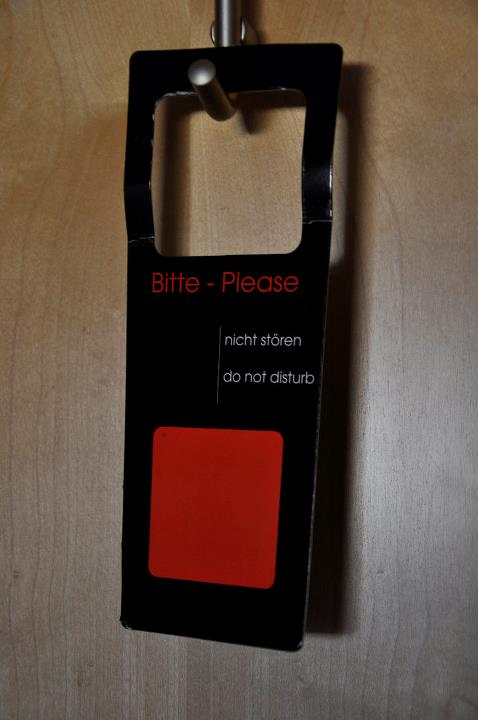 Bitte - Please
nicht stören
do not disturb